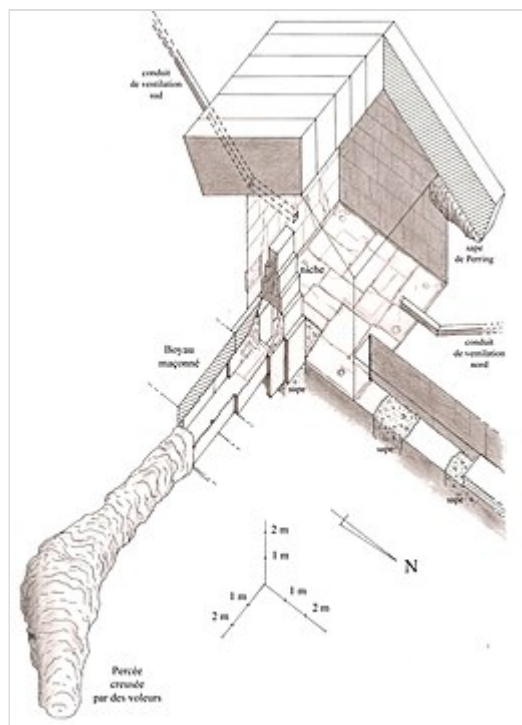 conduit
de ventilation
sud
niche
sape
de Perring
Boyau
maçonné
conduit
de ventilation
nord
sape
sape
sape
2 m
1 m
1 m
2 m
1 m
2 m
N
Percée
creusée
par des voleurs